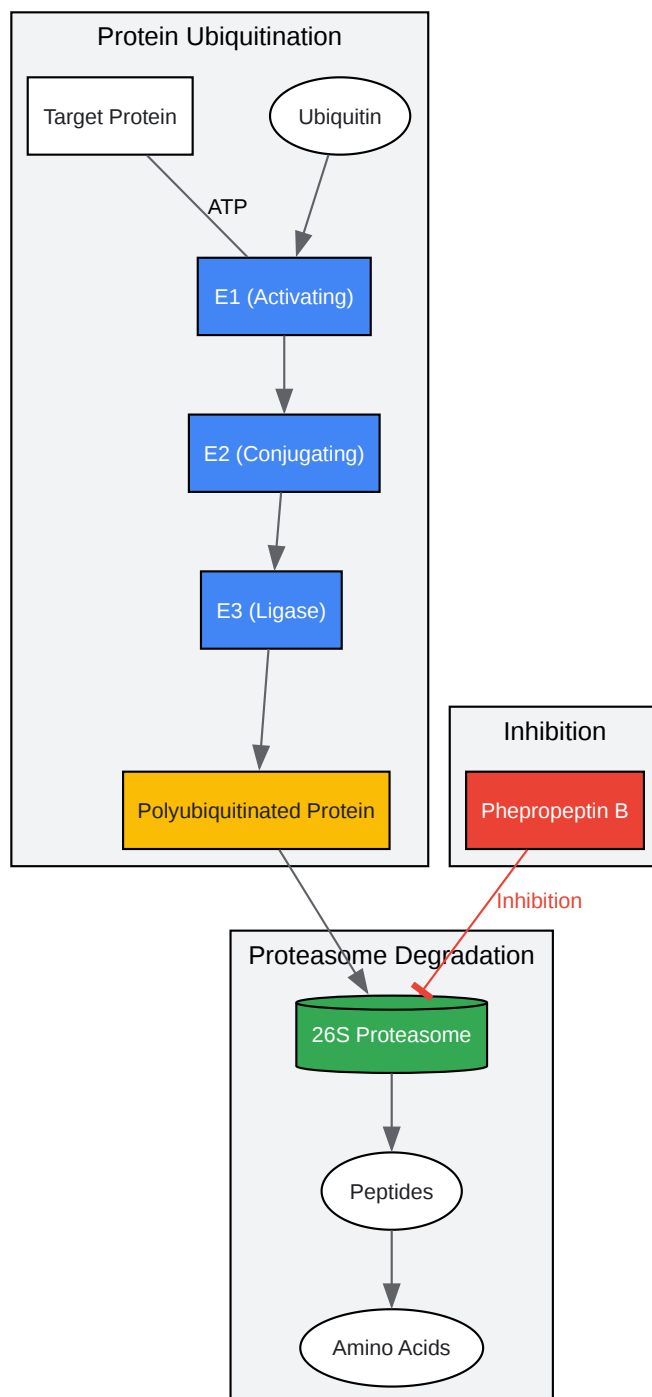 Protein Ubiquitination
Target Protein
Ubiquitin
ATP
E1 (Activating)
E2 (Conjugating)
E3 (Ligase)
Polyubiquitinated Protein
Inhibition
Phepropeptin B
Inhibition
Proteasome Degradation
26S Proteasome
Peptides
Amino Acids